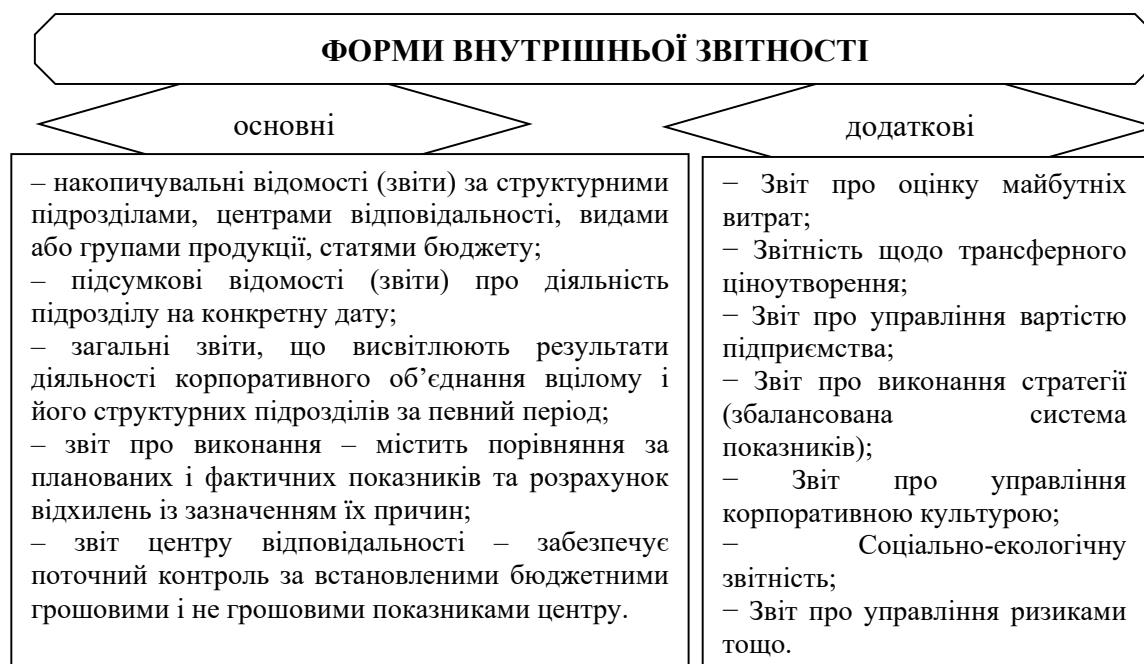 ФОРМИ ВНУТРІШНЬОЇ ЗВІТНОСТІ
основні
– накопичувальні відомості (звіти) за структурними
підрозділами, центрами відповідальності, видами
або групами продукції, статями бюджету;
– підсумкові відомості (звіти) про діяльність
підрозділу на конкретну дату;
– загальні звіти, що висвітлюють результати
діяльності корпоративного об’єднання вцілому і
його структурних підрозділів за певний період;
– звіт про виконання – містить порівняння за
планованих і фактичних показників та розрахунок
відхилень із зазначенням їх причин;
– звіт центру відповідальності – забезпечує
поточний контроль за встановленими бюджетними
грошовими і не грошовими показниками центру.
додаткові
− Звіт про оцінку майбутніх
витрат;
− Звітність щодо трансферного
ціноутворення;
− Звіт про управління вартістю
підприємства;
− Звіт про виконання стратегії
(збалансована система
показників);
− Звіт про управління
корпоративною культурою;
− Соціально-екологічну
звітність;
− Звіт про управління ризиками
тощо.